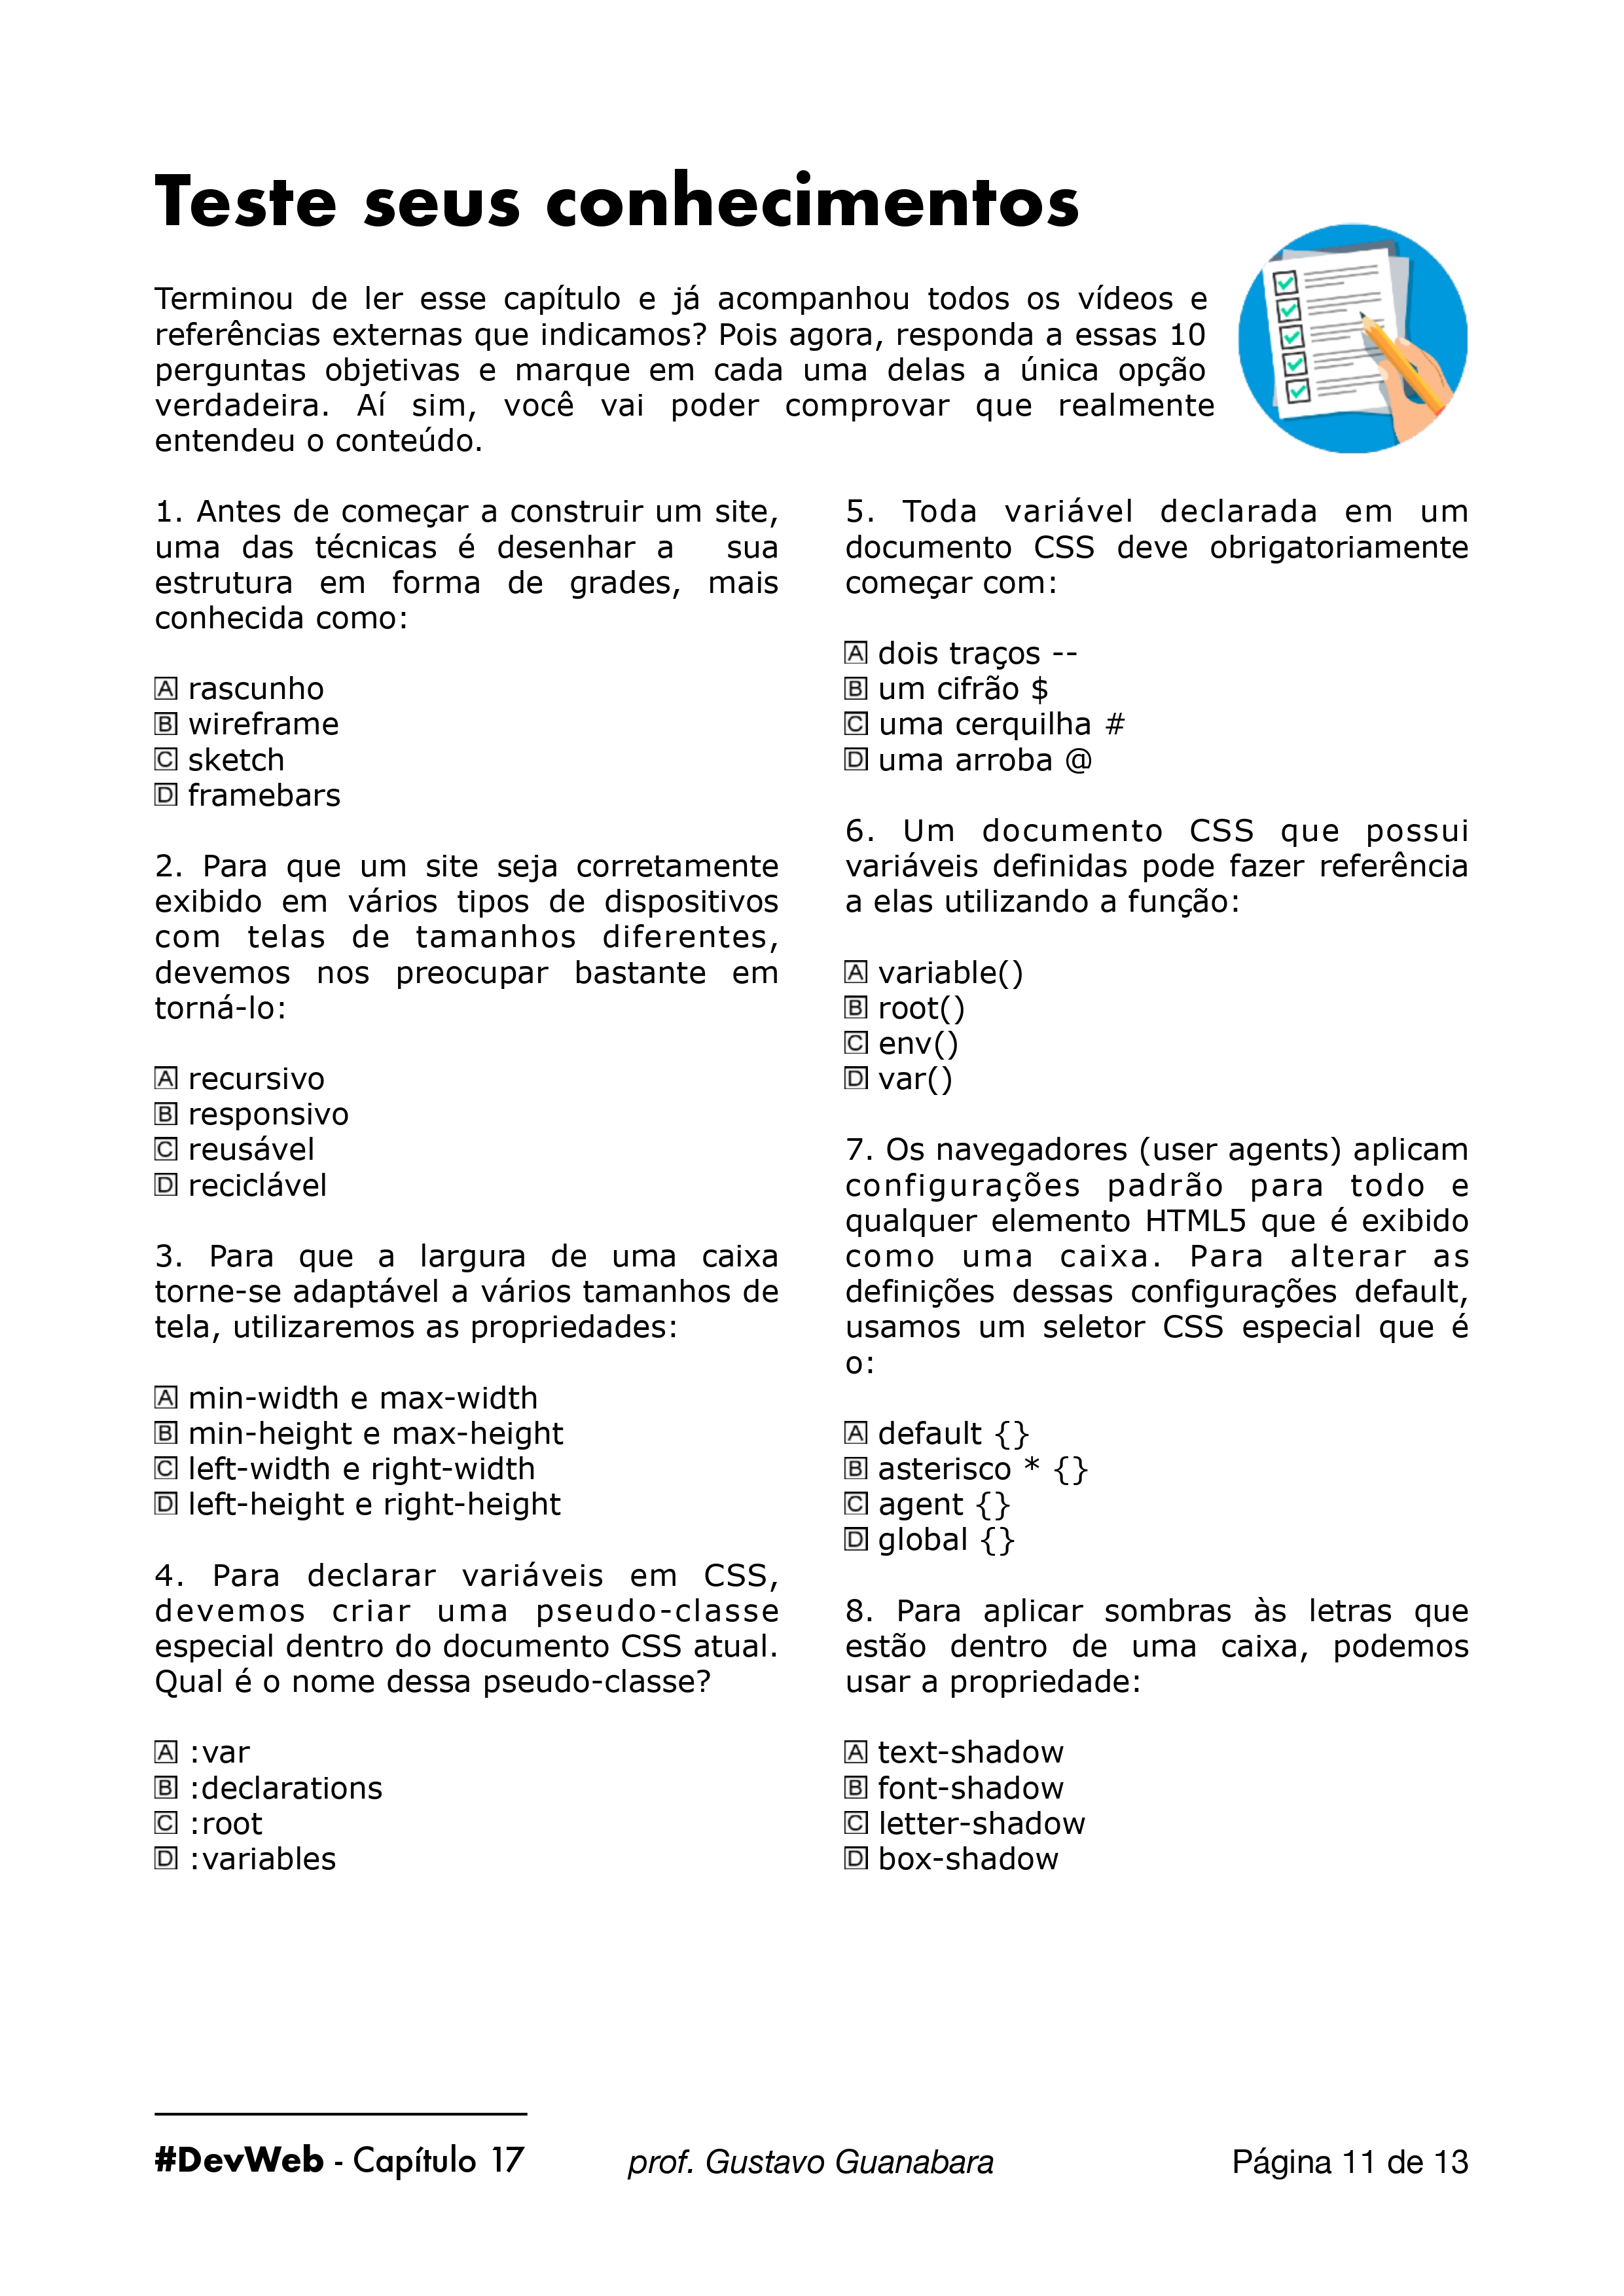 Teste seus conhecimentos
Terminou de ler esse capítulo e já acompanhou todos os vídeos e
referências externas que indicamos? Pois agora, responda a essas 10
perguntas objetivas e marque em cada uma delas a única opção
verdadeira. Aí sim, você vai poder comprovar que realmente
entendeu o conteúdo.
1. Antes de começar a construir um site,
uma das técnicas é desenhar a sua
estrutura em forma de grades, mais
conhecida como:
A rascunho
B wireframe
C sketch
D framebars
2. Para que um site seja corretamente
exibido em vários tipos de dispositivos
com telas de tamanhos diferentes,
devemos nos preocupar bastante em
torná-lo:
A recursivo
B responsivo
C reusável
D reciclável
3. Para que a largura de uma caixa
torne-se adaptável a vários tamanhos de
tela, utilizaremos as propriedades:
A min-width e max-width
B min-height e max-height
C left-width e right-width
D left-height e right-height
4. Para declarar variáveis em CSS,
devemos criar uma pseudo-classe
especial dentro do documento CSS atual.
Qual é o nome dessa pseudo-classe?
A :var
B :declarations
C :root
D :variables
5. Toda variável declarada em um
documento CSS deve obrigatoriamente
começar com:
A dois traços --
B um cifrão $
C uma cerquilha #
D uma arroba @
6. Um documento CSS que possui
variáveis definidas pode fazer referência
a elas utilizando a função:
A variable()
B root()
C env()
D var()
7. Os navegadores (user agents) aplicam
configurações padrão para todo e
qualquer elemento HTML5 que é exibido
como uma caixa. Para alterar as
definições dessas configurações default,
usamos um seletor CSS especial que é
o:
A default {}
B asterisco * {}
C agent {}
D global {}
8. Para aplicar sombras às letras que
estão dentro de uma caixa, podemos
usar a propriedade:
A text-shadow
B font-shadow
C letter-shadow
D box-shadow
#DevWeb - Capítulo 17 prof. Gustavo Guanabara Página 11 de 13